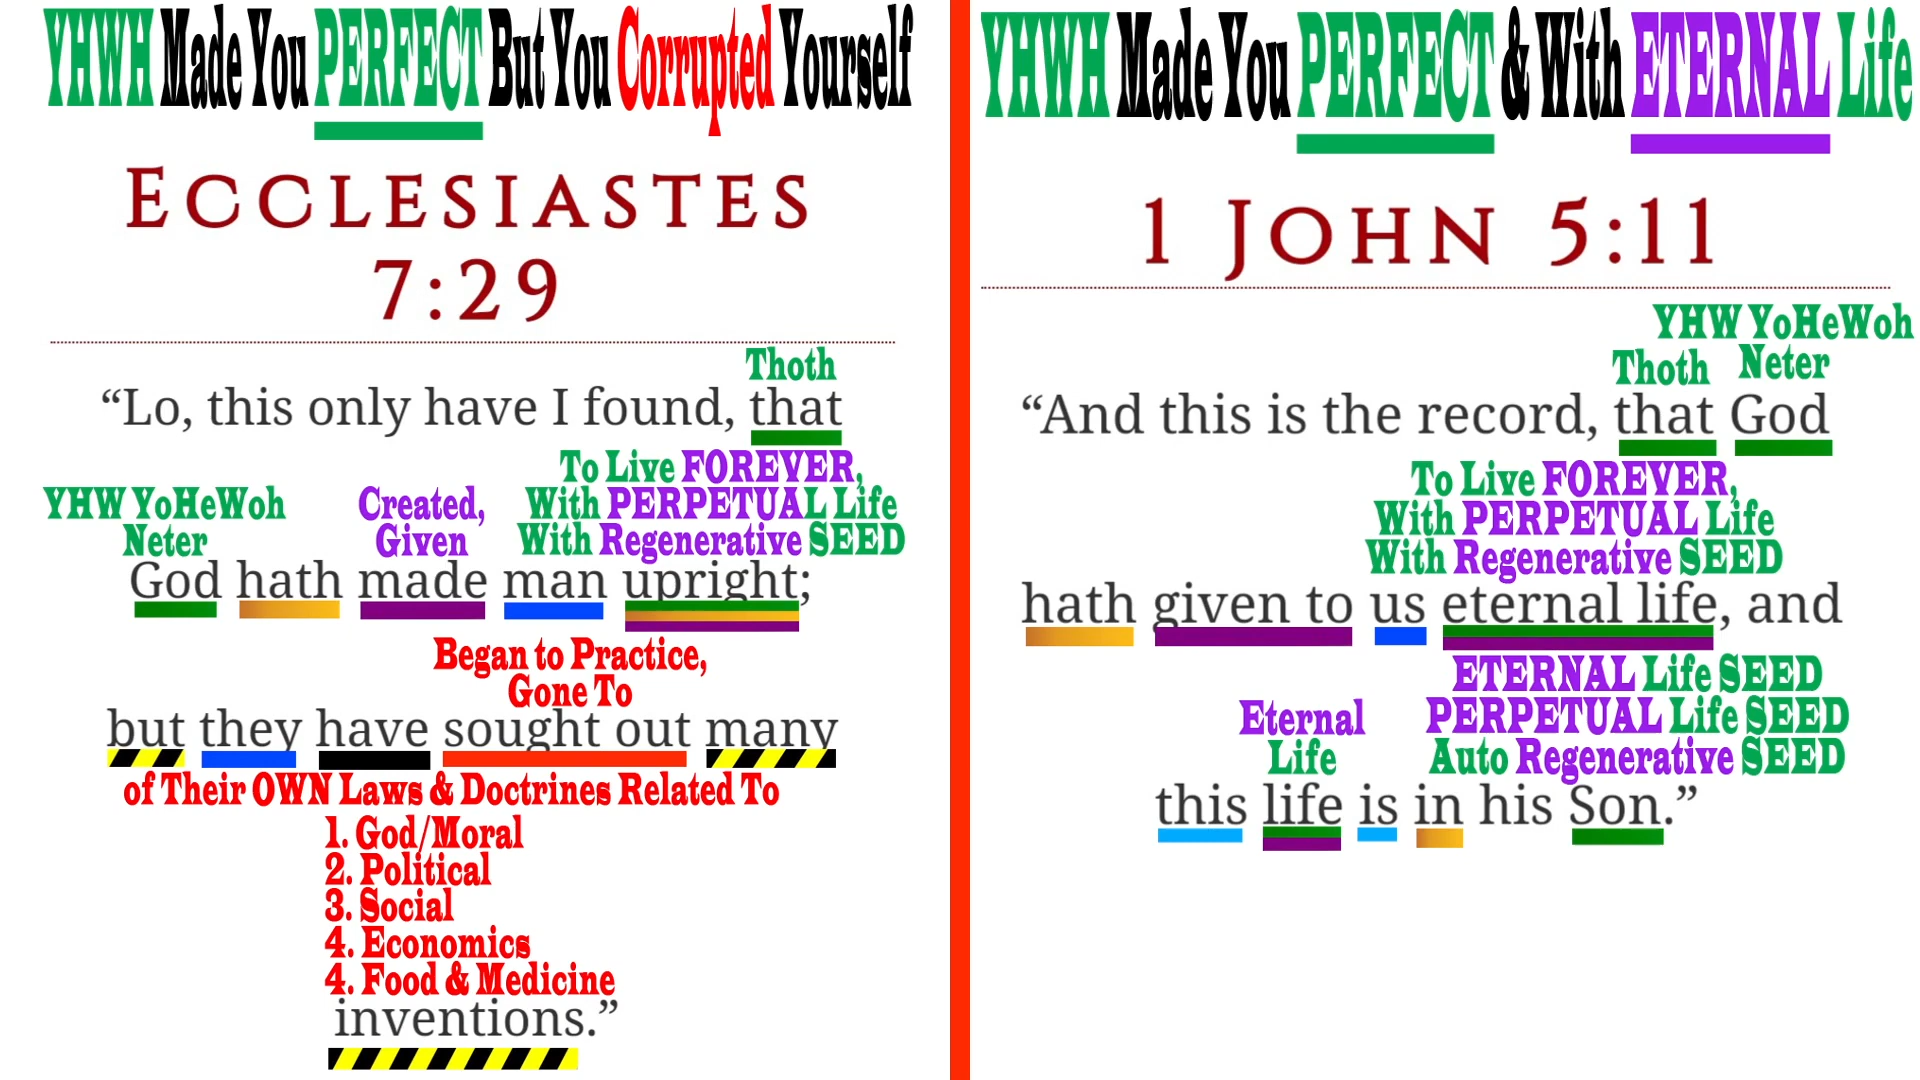 YHWH Made You PERFECT But You Corrupted Yourself
ECCLESIASTES
7:29
Thoth
“Lo, this only have I found, that
To Live FOREVER,
YHW YoHeWoh Created, With PERPETUAL Life
Neter Given With Regenerative SEED
God hath made man upright;
Began to Practice,
Gone To
but they have sought out many
of Their OWN Laws & Doctrines Related To
1. God/Moral
2. Political
3. Social
4. Economics
4. Food & Medicine
inventions.”
YHWH Made You PERFECT & With ETERNAL Life
1 JOHN 5:11
YHW YoHeWoh
Thoth Neter
“And this is the record, that God
To Live FOREVER,
With PERPETUAL Life
With Regenerative SEED
hath given to us eternal life, and
ETERNAL Life SEED
Eternal PERPETUAL Life SEED
Life Auto Regenerative SEED
this life is in his Son.”